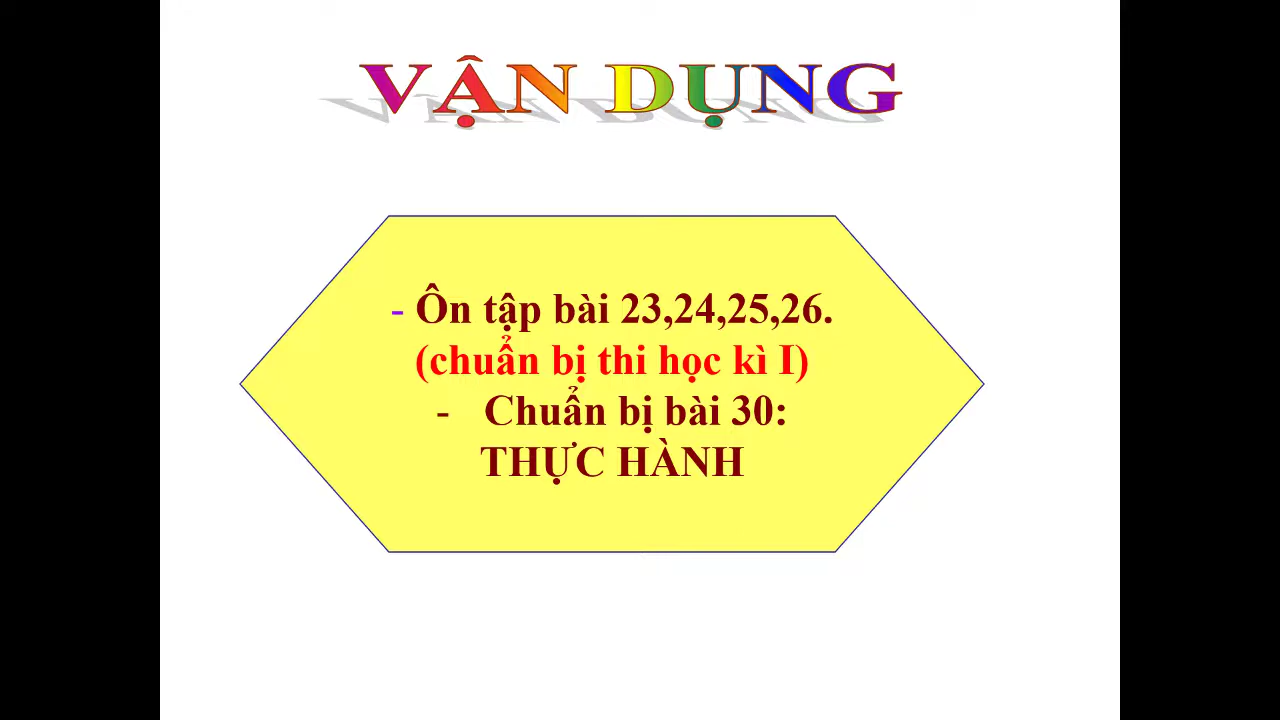 VẬN DỤNG
- Ôn tập bài 23,24,25,26.
(chuẩn bị thi học kì I)
- Chuẩn bị bài 30:
THỰC HÀNH